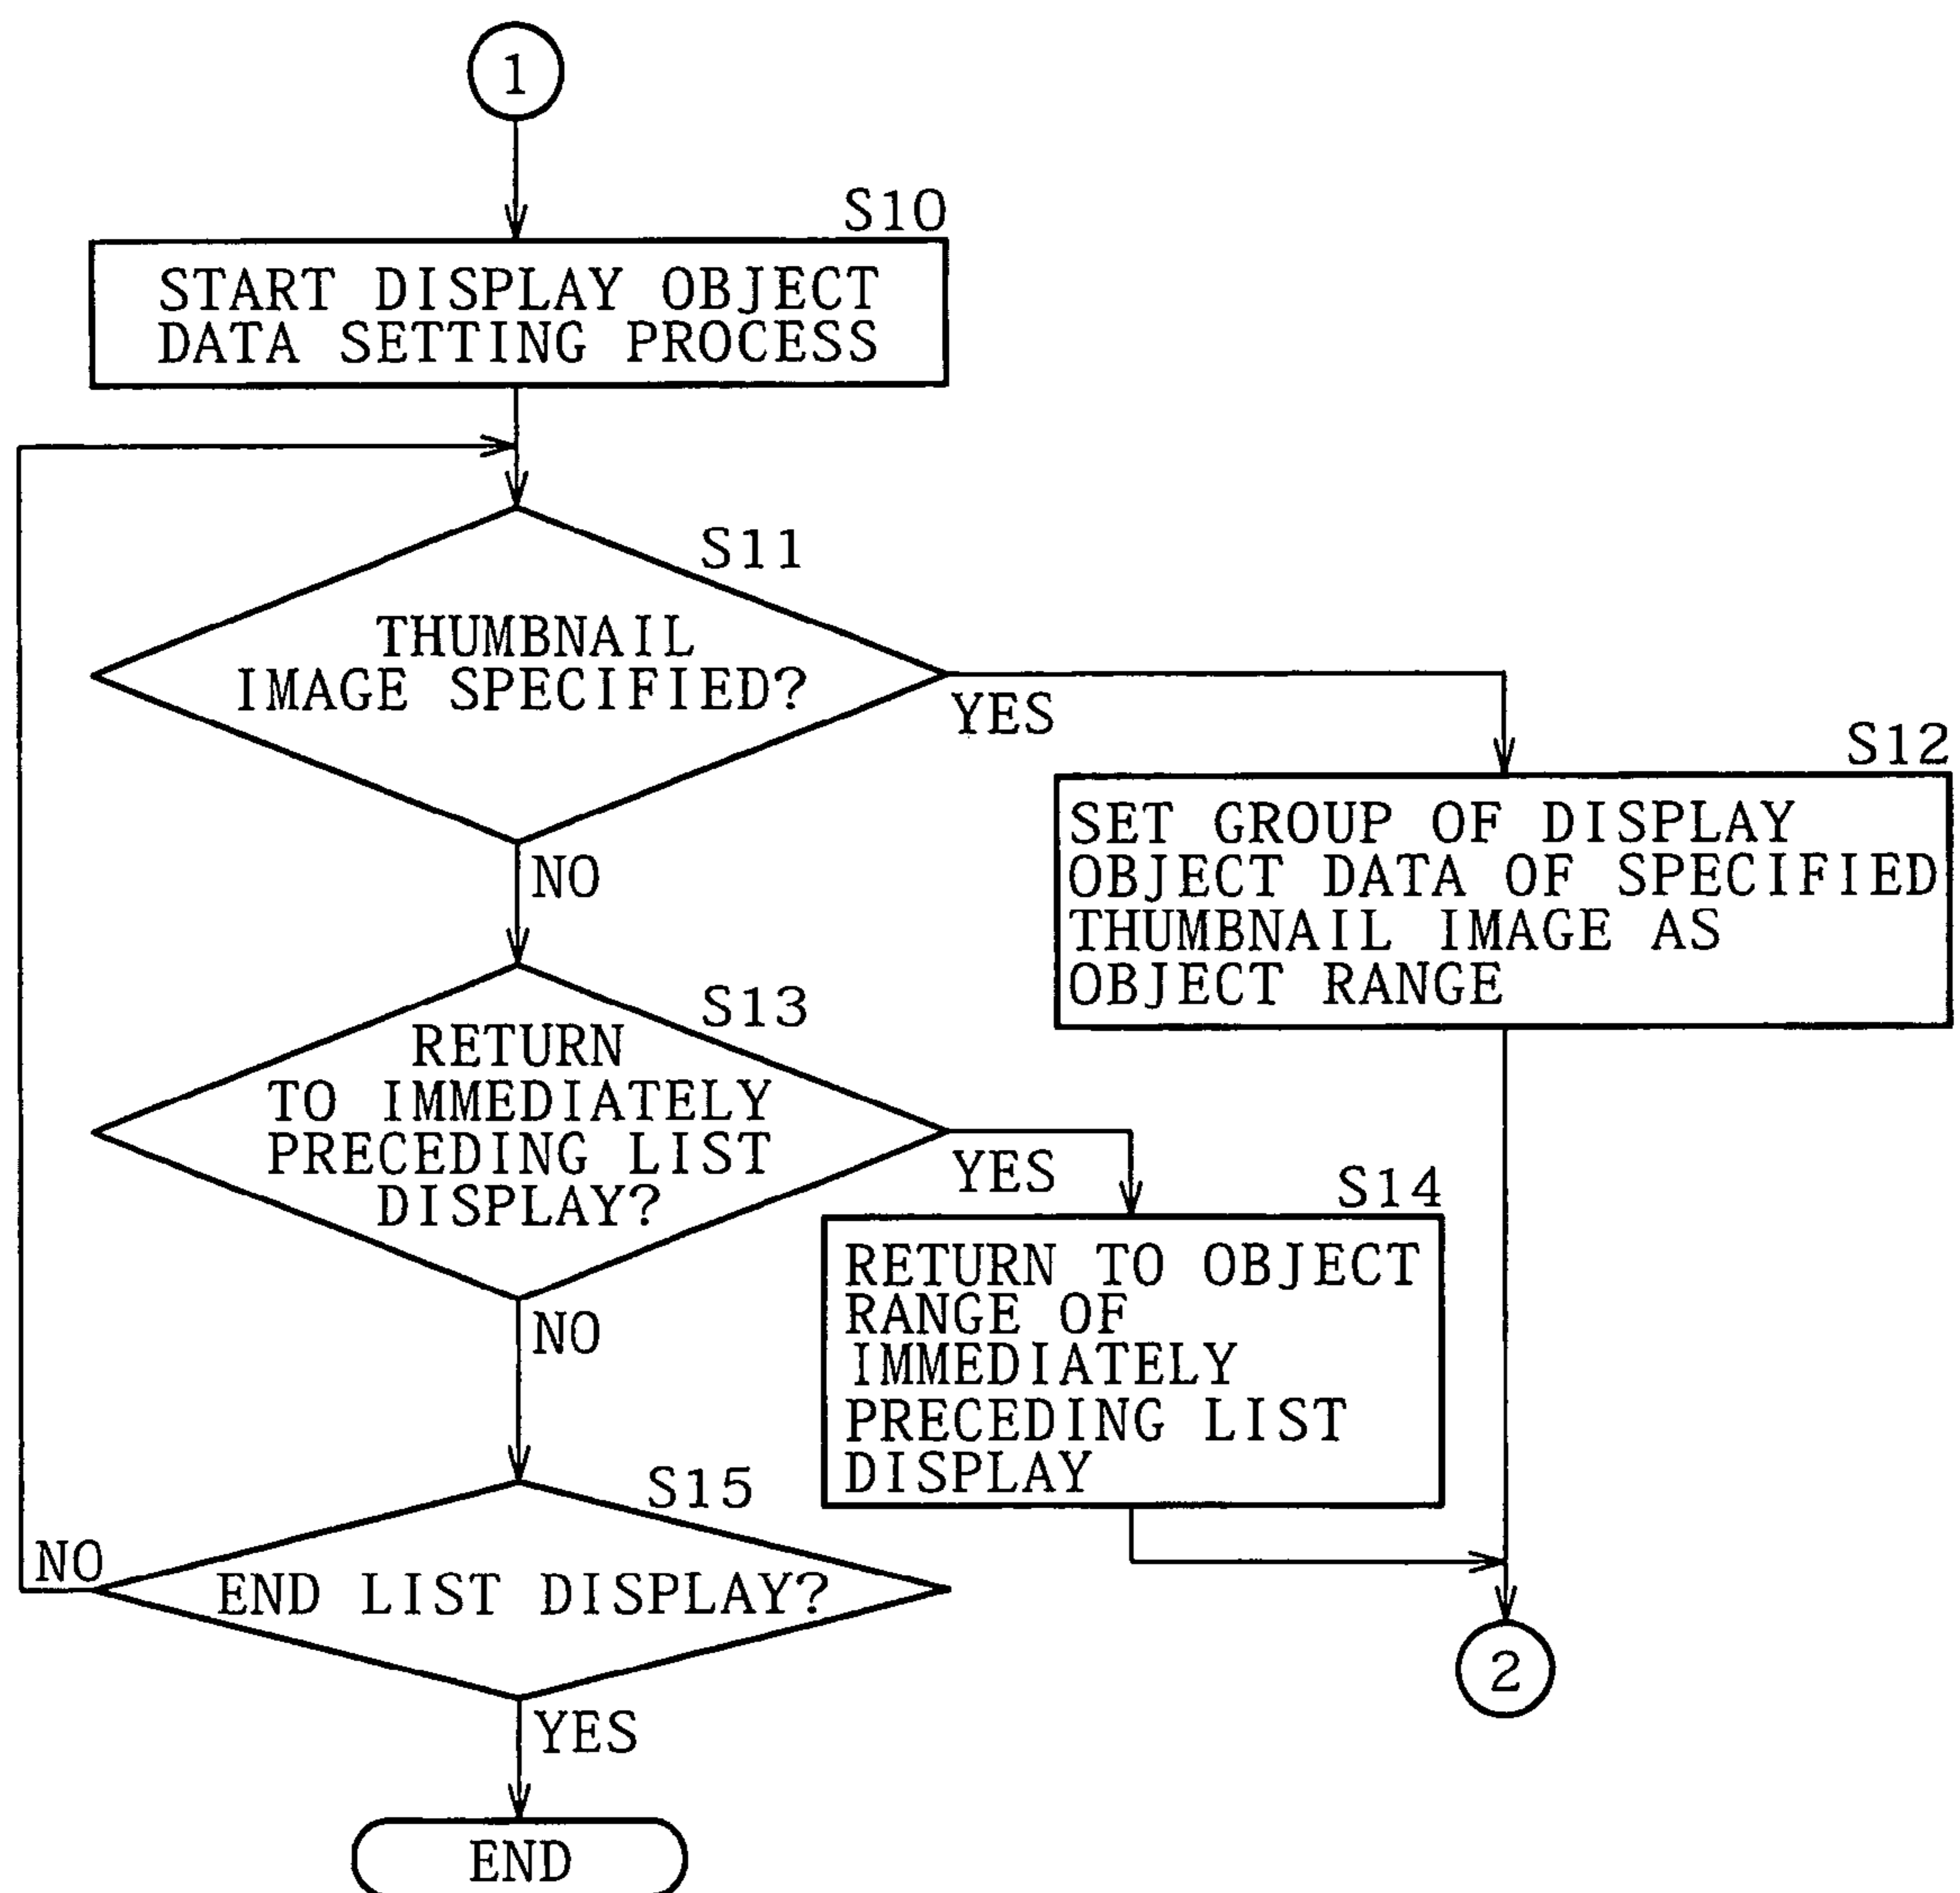 1
S10
START DISPLAY OBJECT
DATA SETTING PROCESS
S11
THUMBNAIL
IMAGE SPECIFIED?
YES
NO
S12
SET GROUP OF DISPLAY
OBJECT DATA OF SPECIFIED
THUMBNAIL IMAGE AS
OBJECT RANGE
S13
RETURN
TO IMMEDIATELY
PRECEDING LIST
DISPLAY?
YES
NO
S14
RETURN TO OBJECT
RANGE OF
IMMEDIATELY
PRECEDING LIST
DISPLAY
S15
END LIST DISPLAY?
NO
YES
2
END